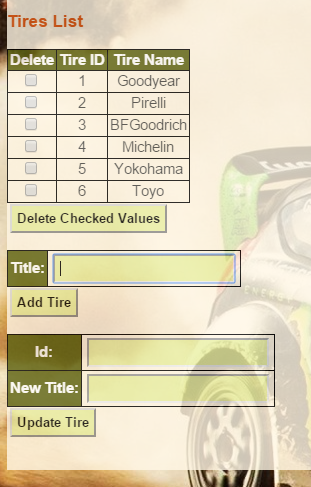 Tires List
Delete Tire ID Tire Name
1 Goodyear
2 Pirelli
3 BFGoodrich
4 Michelin
5 Yokohama
6 Toyo
Delete Checked Values
Title:
Add Tire
Id:
New Title:
Update Tire
ENERGY